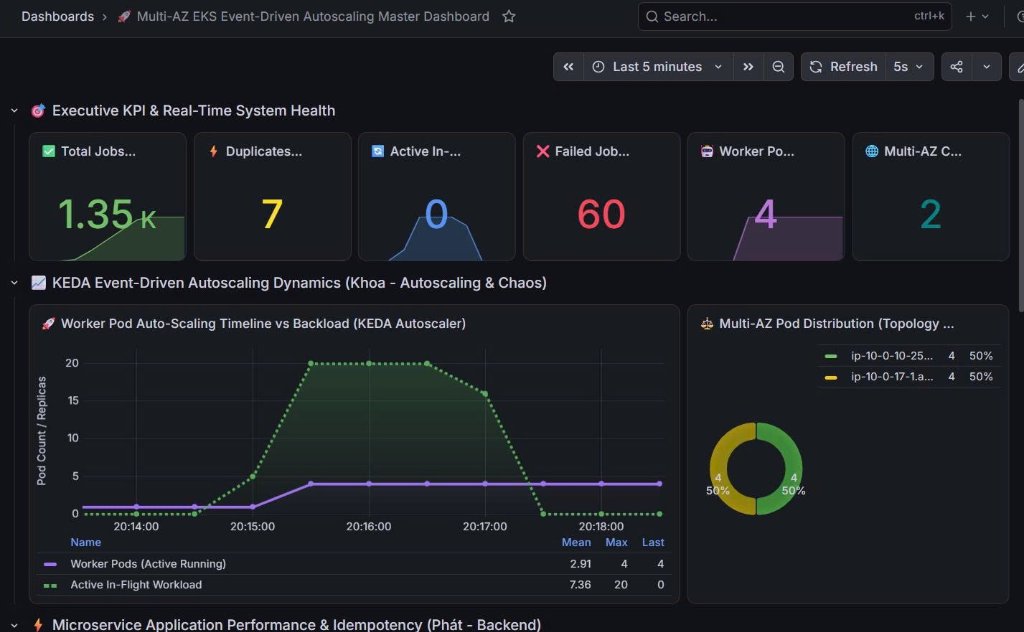 Dashboards › 🚀 Multi-AZ EKS Event-Driven Autoscaling Master Dashboard
Search... ctrl+k
Last 5 minutes Refresh 5s
🎯 Executive KPI & Real-Time System Health
✅ Total Jobs... ⚡ Duplicates... 🔄 Active In-... ❌ Failed Job... 🤖 Worker Po... 🌐 Multi-AZ C...
1.35 K 7 0 60 4 2
📈 KEDA Event-Driven Autoscaling Dynamics (Khoa - Autoscaling & Chaos)
🚀 Worker Pod Auto-Scaling Timeline vs Backload (KEDA Autoscaler)
Pod Count / Replicas
20
15
10
5
0
20:14:00 20:15:00 20:16:00 20:17:00 20:18:00
Name Mean Max Last
Worker Pods (Active Running) 2.91 4 4
Active In-Flight Workload 7.36 20 0
⚖️ Multi-AZ Pod Distribution (Topology ...
ip-10-0-10-25... 4 50%
ip-10-0-17-1.a... 4 50%
4 4
50% 50%
⚡ Microservice Application Performance & Idempotency (Phát - Backend)